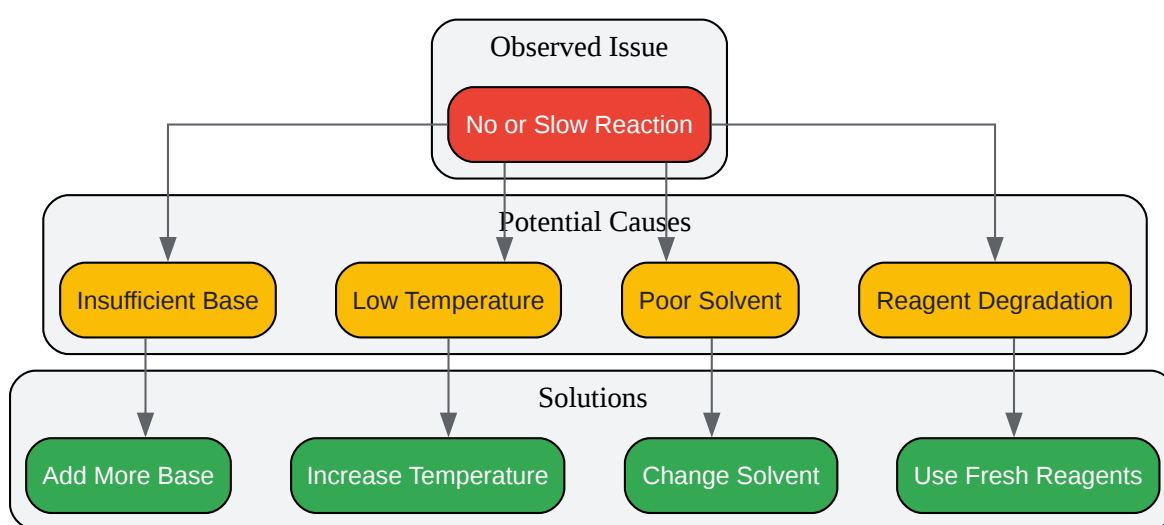 Observed Issue
No or Slow Reaction
Potential Causes
Insufficient Base
Low Temperature
Poor Solvent
Reagent Degradation
Solutions
Add More Base
Increase Temperature
Change Solvent
Use Fresh Reagents